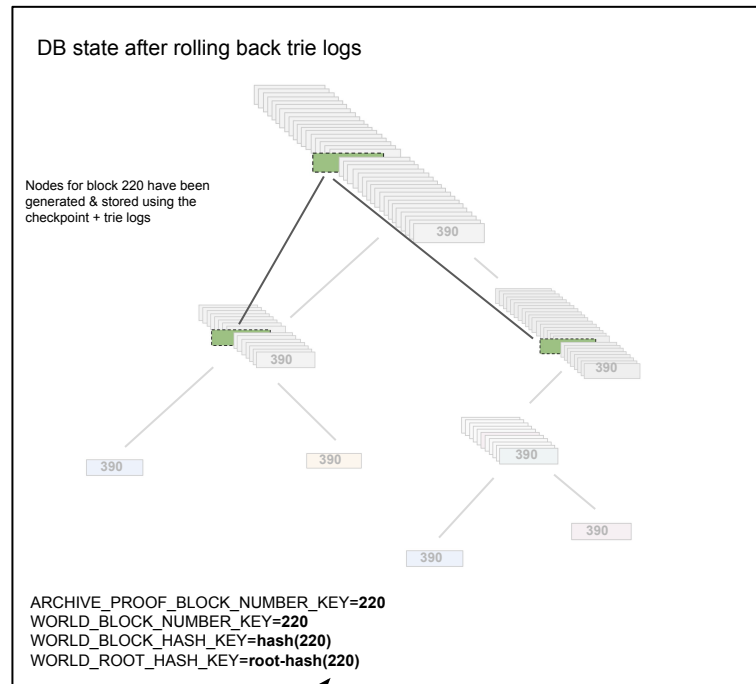 DB state after rolling back trie logs
Nodes for block 220 have been
generated & stored using the
checkpoint + trie logs
390
390
390
390
390
390
390
390
ARCHIVE_PROOF_BLOCK_NUMBER_KEY=220
WORLD_BLOCK_NUMBER_KEY=220
WORLD_BLOCK_HASH_KEY=hash(220)
WORLD_ROOT_HASH_KEY=root-hash(220)